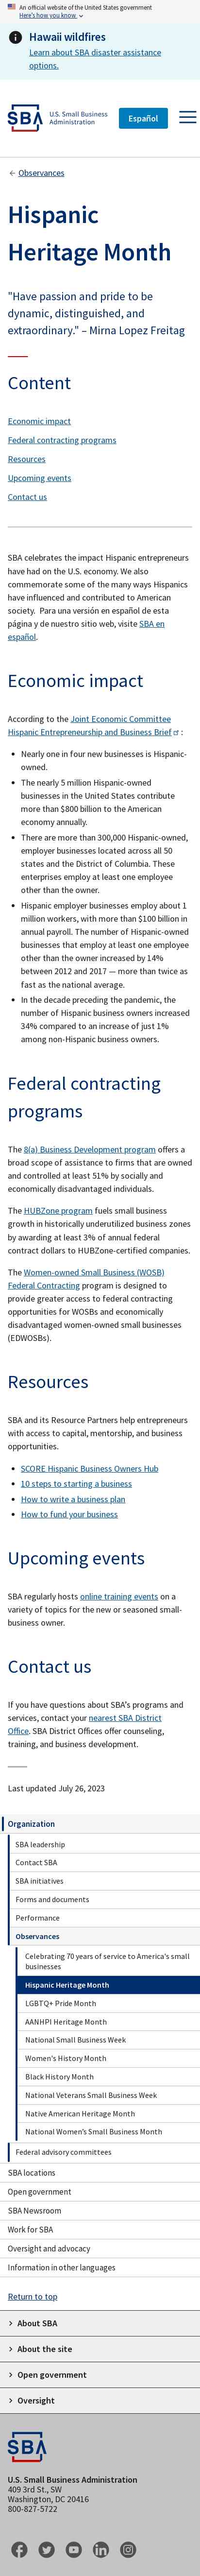 An official website of the United States government
Here's you know
Hawaii wildfires
Learn about SBA disaster assistance
options.
SBA
U.S. Small Business
Administration
Español
Observances
Hispanic
Heritage Month
"Have passion and pride to be
dynamic, distinguished, and
extraordinary." – Mirna Lopez Freitag
Content
Economic impact
Federal contracting programs
Resources
Upcoming events
Contact us
SBA celebrates the impact Hispanic entrepreneurs
have had on the U.S. economy. We also
commemorate some of the many ways Hispanics
have influenced and contributed to American
society.  Para una versión en español de esta
página y de nuestro sitio web, visite SBA en
español.
Economic impact
According to the Joint Economic Committee
Hispanic Entrepreneurship and Business Brief :
• Nearly one in four new businesses is Hispanic-
owned.
• The nearly 5 million Hispanic-owned
businesses in the United States contribute
more than $800 billion to the American
economy annually.
• There are more than 300,000 Hispanic-owned,
employer businesses located across all 50
states and the District of Columbia. These
enterprises employ at least one employee
other than the owner.
• Hispanic employer businesses employ about 1
million workers, with more than $100 billion in
annual payroll. The number of Hispanic-owned
businesses that employ at least one employee
other than the owner increased by 14%
between 2012 and 2017 — more than twice as
fast as the national average.
• In the decade preceding the pandemic, the
number of Hispanic business owners increased
34% compared to an increase of just 1%
among non-Hispanic business owners.
Federal contracting
programs
The 8(a) Business Development program offers a
broad scope of assistance to firms that are owned
and controlled at least 51% by socially and
economically disadvantaged individuals.
The HUBZone program fuels small business
growth in historically underutilized business zones
by awarding at least 3% of annual federal
contract dollars to HUBZone-certified companies.
The Women-owned Small Business (WOSB)
Federal Contracting program is designed to
provide greater access to federal contracting
opportunities for WOSBs and economically
disadvantaged women-owned small businesses
(EDWOSBs).
Resources
SBA and its Resource Partners help entrepreneurs
with access to capital, mentorship, and business
opportunities.
• SCORE Hispanic Business Owners Hub
• 10 steps to starting a business
• How to write a business plan
• How to fund your business
Upcoming events
SBA regularly hosts online training events on a
variety of topics for the new or seasoned small-
business owner.
Contact us
If you have questions about SBA's programs and
services, contact your nearest SBA District
Office. SBA District Offices offer counseling,
training, and business development.
Last updated July 26, 2023
Organization
SBA leadership
Contact SBA
SBA initiatives
Forms and documents
Performance
Observances
Celebrating 70 years of service to America's small
businesses
Hispanic Heritage Month
LGBTQ+ Pride Month
AANHPI Heritage Month
National Small Business Week
Women's History Month
Black History Month
National Veterans Small Business Week
Native American Heritage Month
National Women's Small Business Month
Federal advisory committees
SBA locations
Open government
SBA Newsroom
Work for SBA
Oversight and advocacy
Information in other languages
Return to top
About SBA
About the site
Open government
Oversight
SBA
U.S. Small Business Administration
409 3rd St., SW
Washington, DC 20416
800-827-5722